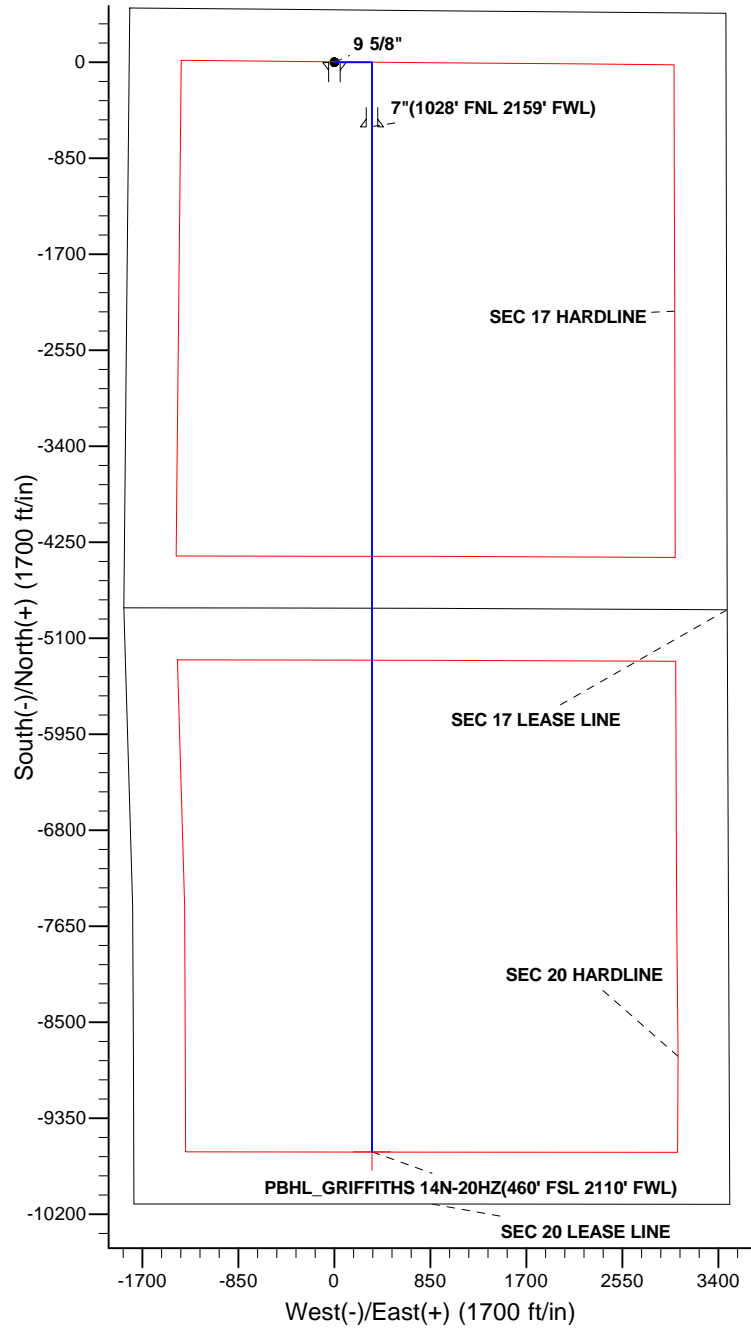 9 5/8"
0
7"(1028' FNL 2159' FWL)
-850
-1700
SEC 17 HARDLINE
-2550
-3400
-4250
South(-)/North(+) (1700 ft/in)
-5100
SEC 17 LEASE LINE
-5950
-6800
-7650
SEC 20 HARDLINE
-8500
-9350
PBHL_GRIFFITHS 14N-20HZ(460' FSL 2110' FWL)
-10200
SEC 20 LEASE LINE
-1700 -850 0 850 1700 2550 3400
West(-)/East(+) (1700 ft/in)